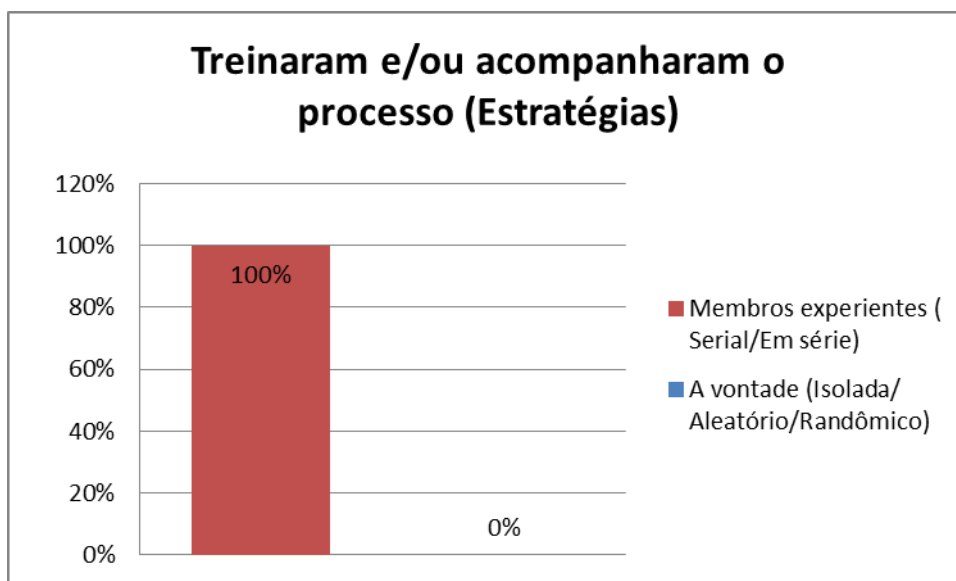 Treinaram e/ou acompanharam o
processo (Estratégias)
120%
100%
80%
60%
40%
20%
0%
100%
0%
Membros experientes (
Serial/Em série)
A vontade (Isolada/
Aleatório/Randômico)